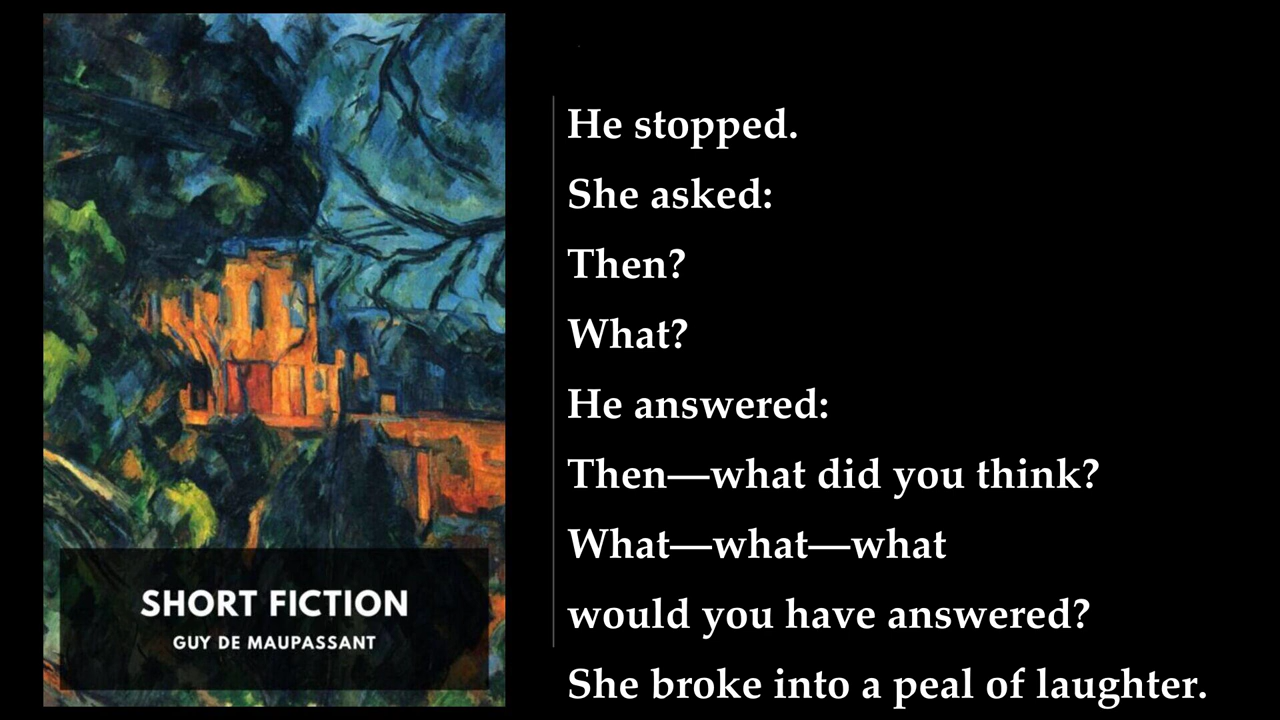 SHORT FICTION
GUY DE MAUPASSANT
He stopped.
She asked:
Then?
What?
He answered:
Then—what did you think?
What—what—what
would you have answered?
She broke into a peal of laughter.